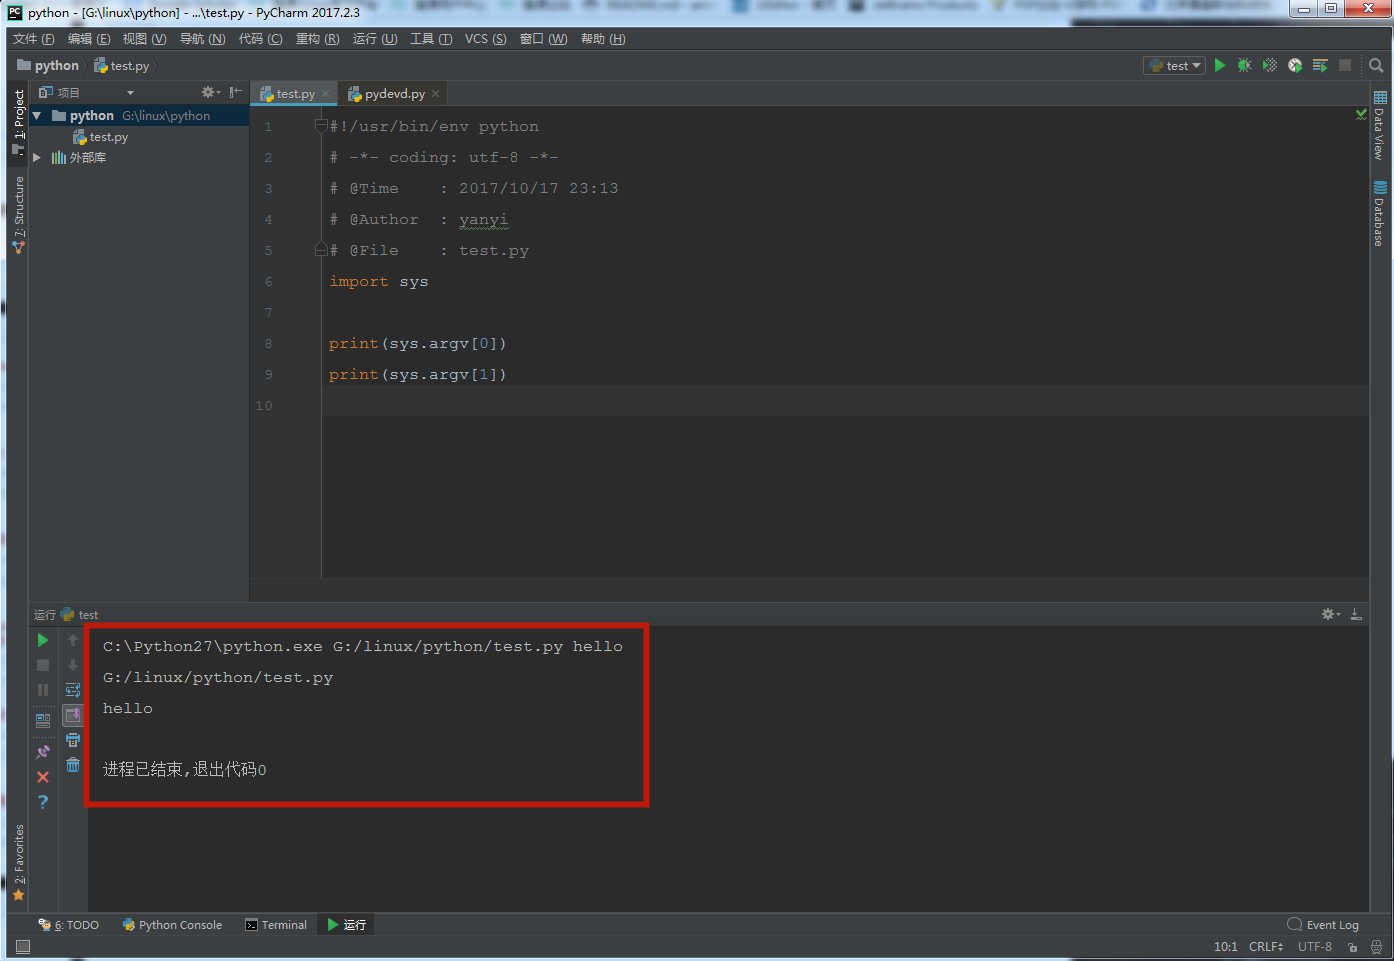 python - [G:\linux\python] - ...\test.py - PyCharm 2017.2.3
文件 (F) 编辑 (E) 视图 (V) 导航 (N) 代码 (C) 重构 (R) 运行 (U) 工具 (T) VCS (S) 窗口 (W) 帮助 (H)
python test.py test
项目 test.py pydevd.py
1: Project
python G:\linux\python
test.py
外部库
7: Structure
1 #!/usr/bin/env python
2 # -*- coding: utf-8 -*-
3 # @Time : 2017/10/17 23:13
4 # @Author : yanyi
5 # @File : test.py
6 import sys
7
8 print(sys.argv[0])
9 print(sys.argv[1])
10
Data View
Database
运行 test
C:\Python27\python.exe G:/linux/python/test.py hello
G:/linux/python/test.py
hello
进程已结束,退出代码0
2: Favorites
6: TODO Python Console Terminal 运行 Event Log
10:1 CRLF UTF-8